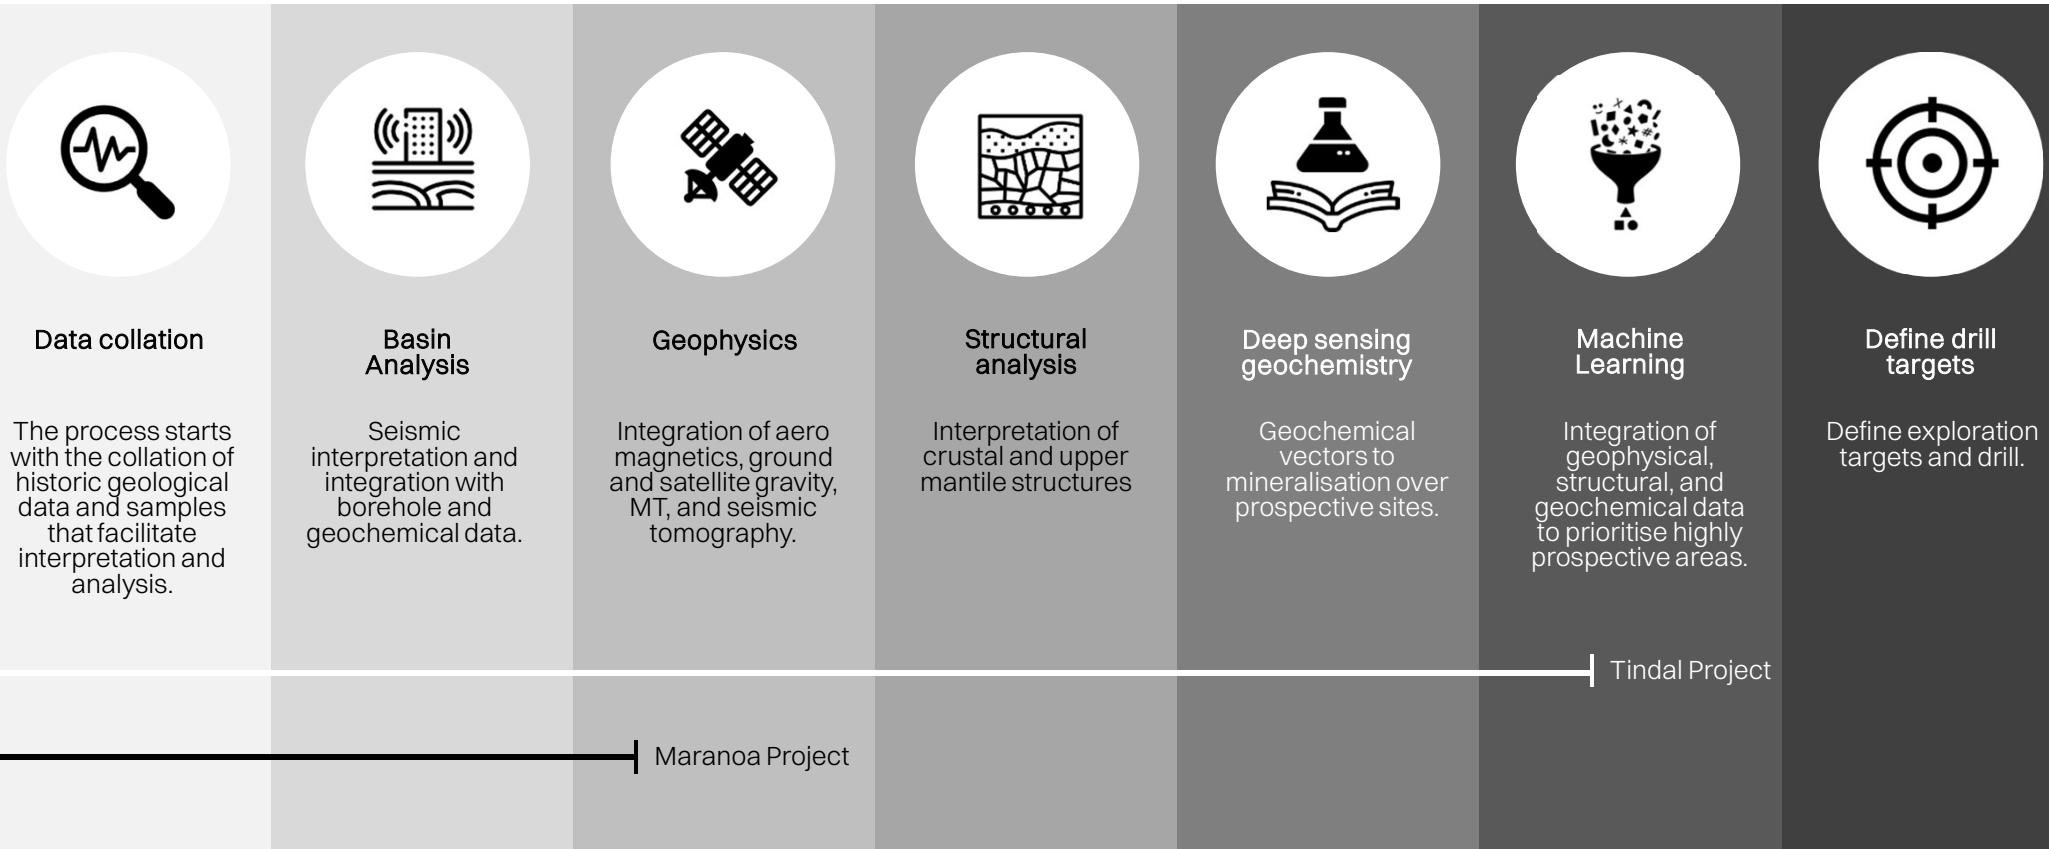 Data collation
The process starts
with the collation of
historic geological
data and samples
that facilitate
interpretation and
analysis.
Basin
Analysis
Seismic
interpretation and
integration with
borehole and
geochemical data.
Geophysics
Integration of aero
magnetics, ground
and satellite gravity,
MT, and seismic
tomography.
Structural
analysis
Interpretation of
crustal and upper
mantile structures
Deep sensing
geochemistry
Geochemical
vectors to
mineralisation over
prospective sites.
Machine
Learning
Integration of
geophysical,
structural, and
geochemical data
to prioritise highly
prospective areas.
Define drill
targets
Define exploration
targets and drill.
Tindal Project
Maranoa Project